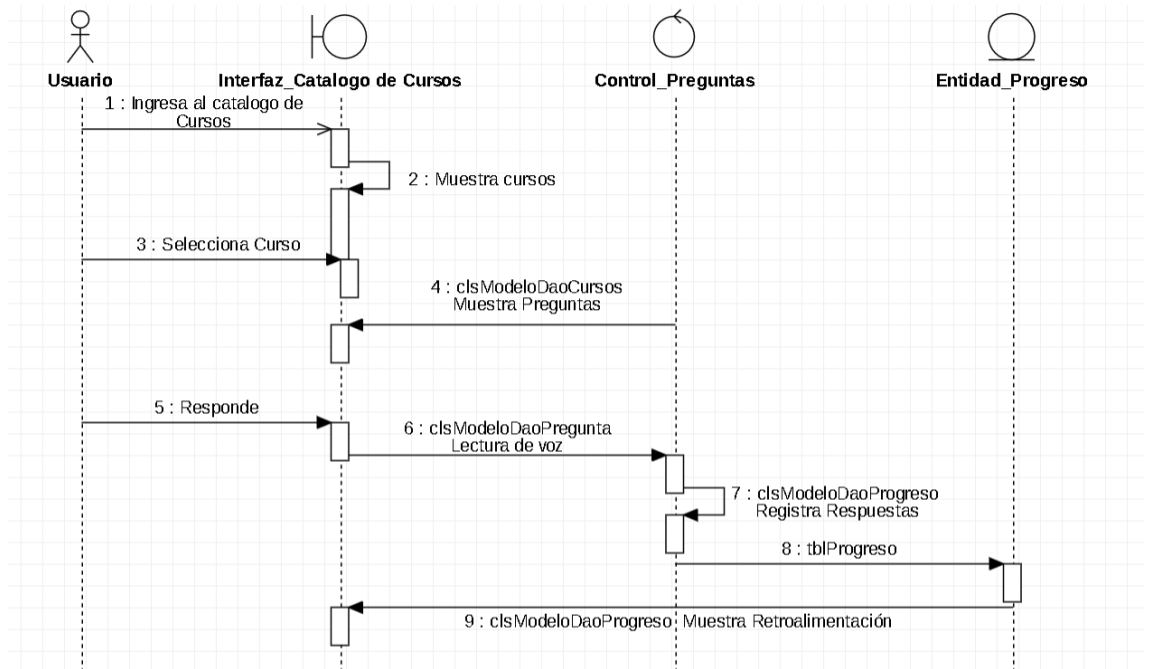 Usuario
Interfaz_Catalogo de Cursos
Control_Preguntas
Entidad_Progreso
1 : Ingresa al catalogo de
Cursos
2 : Muestra cursos
3 : Selecciona Curso
4 : clsModeloDaoCursos
Muestra Preguntas
5 : Responde
6 : clsModeloDaoPregunta
Lectura de voz
7 : clsModeloDaoProgreso
Registra Respuestas
8 : tblProgreso
9 : clsModeloDaoProgreso Muestra Retroalimentación